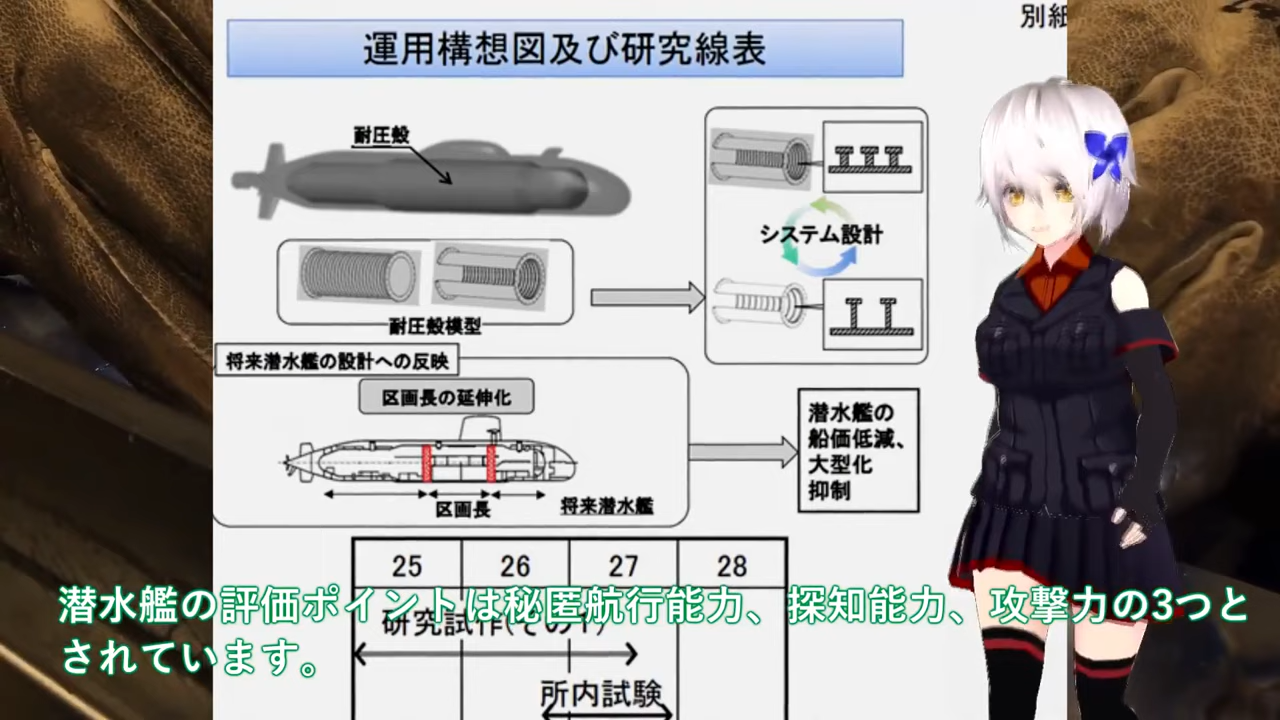 別紙
運用構想図及び研究線表
耐圧殻
システム設計
耐圧殻模型
将来潜水艦の設計への反映
区画長の延伸化
潜水艦の
船価低減、
大型化
抑制
区画長
将来潜水艦
25 26 27 28
研究試作(その1)
潜水艦の評価ポイントは秘匿航行能力、探知能力、攻撃力の3つと
されています。
所内試験